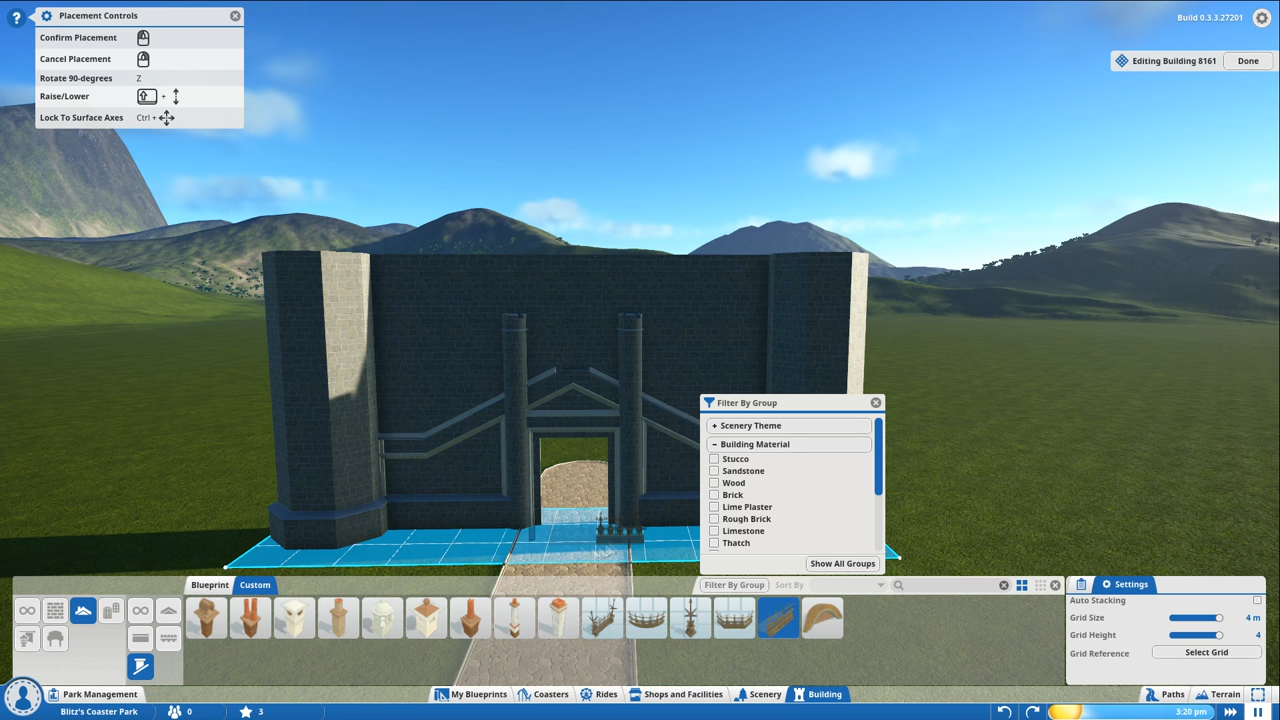 ?
Placement Controls
Confirm Placement
Cancel Placement
Rotate 90-degrees Z
Raise/Lower +
Lock To Surface Axes Ctrl +
Build 0.3.3.27201
Editing Building 8161 Done
Filter By Group
+ Scenery Theme
− Building Material
Stucco
Sandstone
Wood
Brick
Lime Plaster
Rough Brick
Limestone
Thatch
Show All Groups
Blueprint Custom Filter By Group Sort By
Settings
Auto Stacking
Grid Size 4 m
Grid Height 4
Grid Reference Select Grid
Park Management My Blueprints Coasters Rides Shops and Facilities Scenery Building Paths Terrain
Blitz's Coaster Park 0 3 3:20 pm